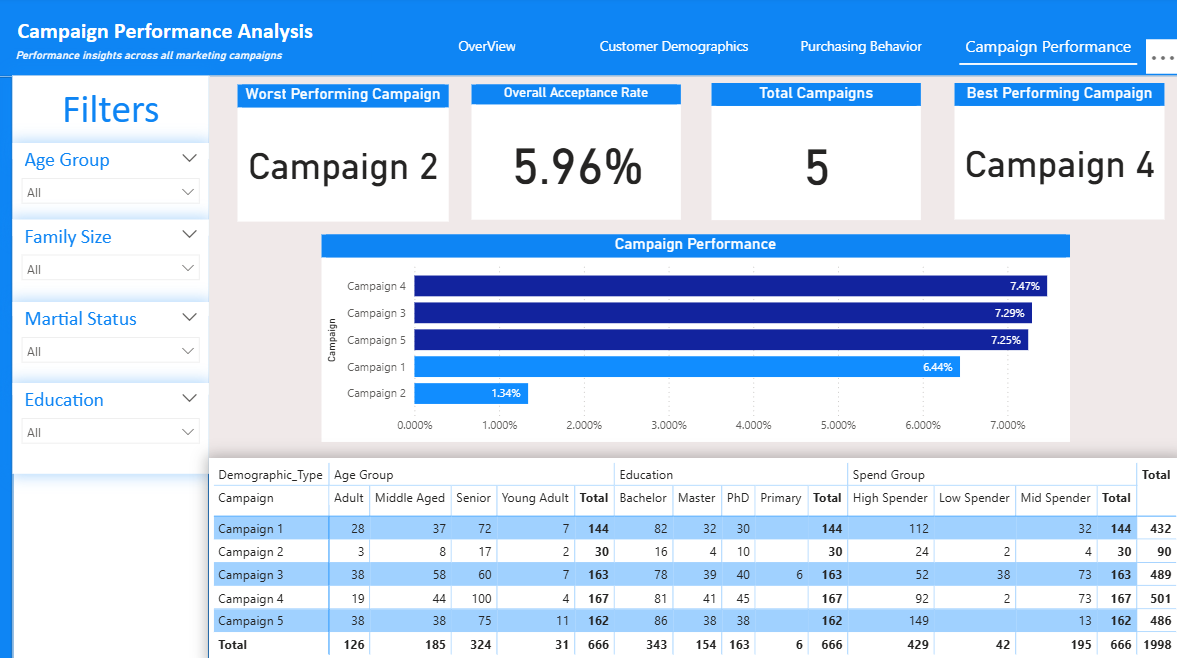 Campaign Performance Analysis
Performance insights across all marketing campaigns
OverView Customer Demographics Purchasing Behavior Campaign Performance
Filters
Age Group
All
Family Size
All
Martial Status
All
Education
All
Worst Performing Campaign
Campaign 2
Overall Acceptance Rate
5.96%
Total Campaigns
5
Best Performing Campaign
Campaign 4
Campaign Performance
Campaign
Campaign 4 7.47%
Campaign 3 7.29%
Campaign 5 7.25%
Campaign 1 6.44%
Campaign 2 1.34%
0.000% 1.000% 2.000% 3.000% 4.000% 5.000% 6.000% 7.000%
Demographic_Type Age Group Education Spend Group Total
Campaign Adult Middle Aged Senior Young Adult Total Bachelor Master PhD Primary Total High Spender Low Spender Mid Spender Total
Campaign 1 28 37 72 7 144 82 32 30 144 112 32 144 432
Campaign 2 3 8 17 2 30 16 4 10 30 24 2 4 30 90
Campaign 3 38 58 60 7 163 78 39 40 6 163 52 38 73 163 489
Campaign 4 19 44 100 4 167 81 41 45 167 92 2 73 167 501
Campaign 5 38 38 75 11 162 86 38 38 162 149 13 162 486
Total 126 185 324 31 666 343 154 163 6 666 429 42 195 666 1998